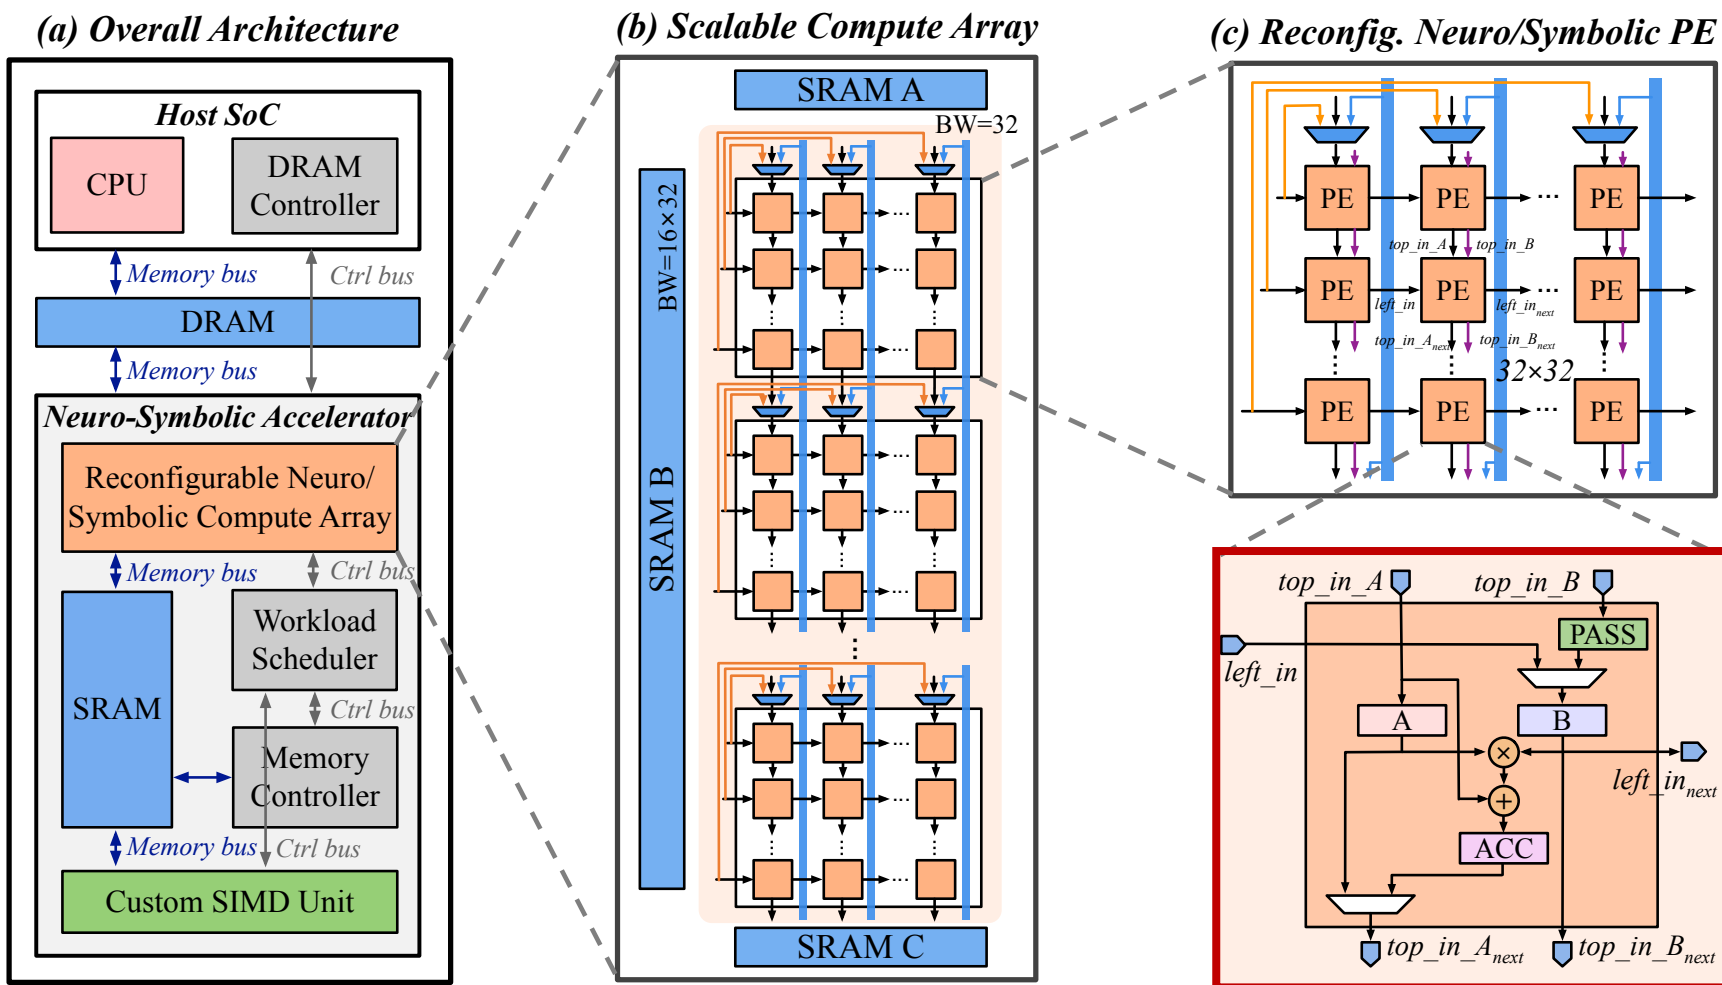 (a) Overall Architecture
Host SoC
CPU
DRAM
Controller
Memory bus
Ctrl bus
DRAM
Memory bus
Neuro-Symbolic Accelerator
Reconfigurable Neuro/
Symbolic Compute Array
Memory bus
Ctrl bus
SRAM
Workload
Scheduler
Ctrl bus
Memory
Controller
Memory bus
Ctrl bus
Custom SIMD Unit
(b) Scalable Compute Array
SRAM A
BW=32
BW=16×32
SRAM B
...
...
...
...
...
...
...
...
...
...
SRAM C
(c) Reconfig. Neuro/Symbolic PE
PE
PE
...
PE
top_in_A
top_in_B
PE
PE
...
PE
left_in
left_in_next
top_in_A_next
top_in_B_next
32×32
PE
PE
...
PE
top_in_A
top_in_B
PASS
left_in
A
B
×
left_in_next
+
ACC
top_in_A_next
top_in_B_next